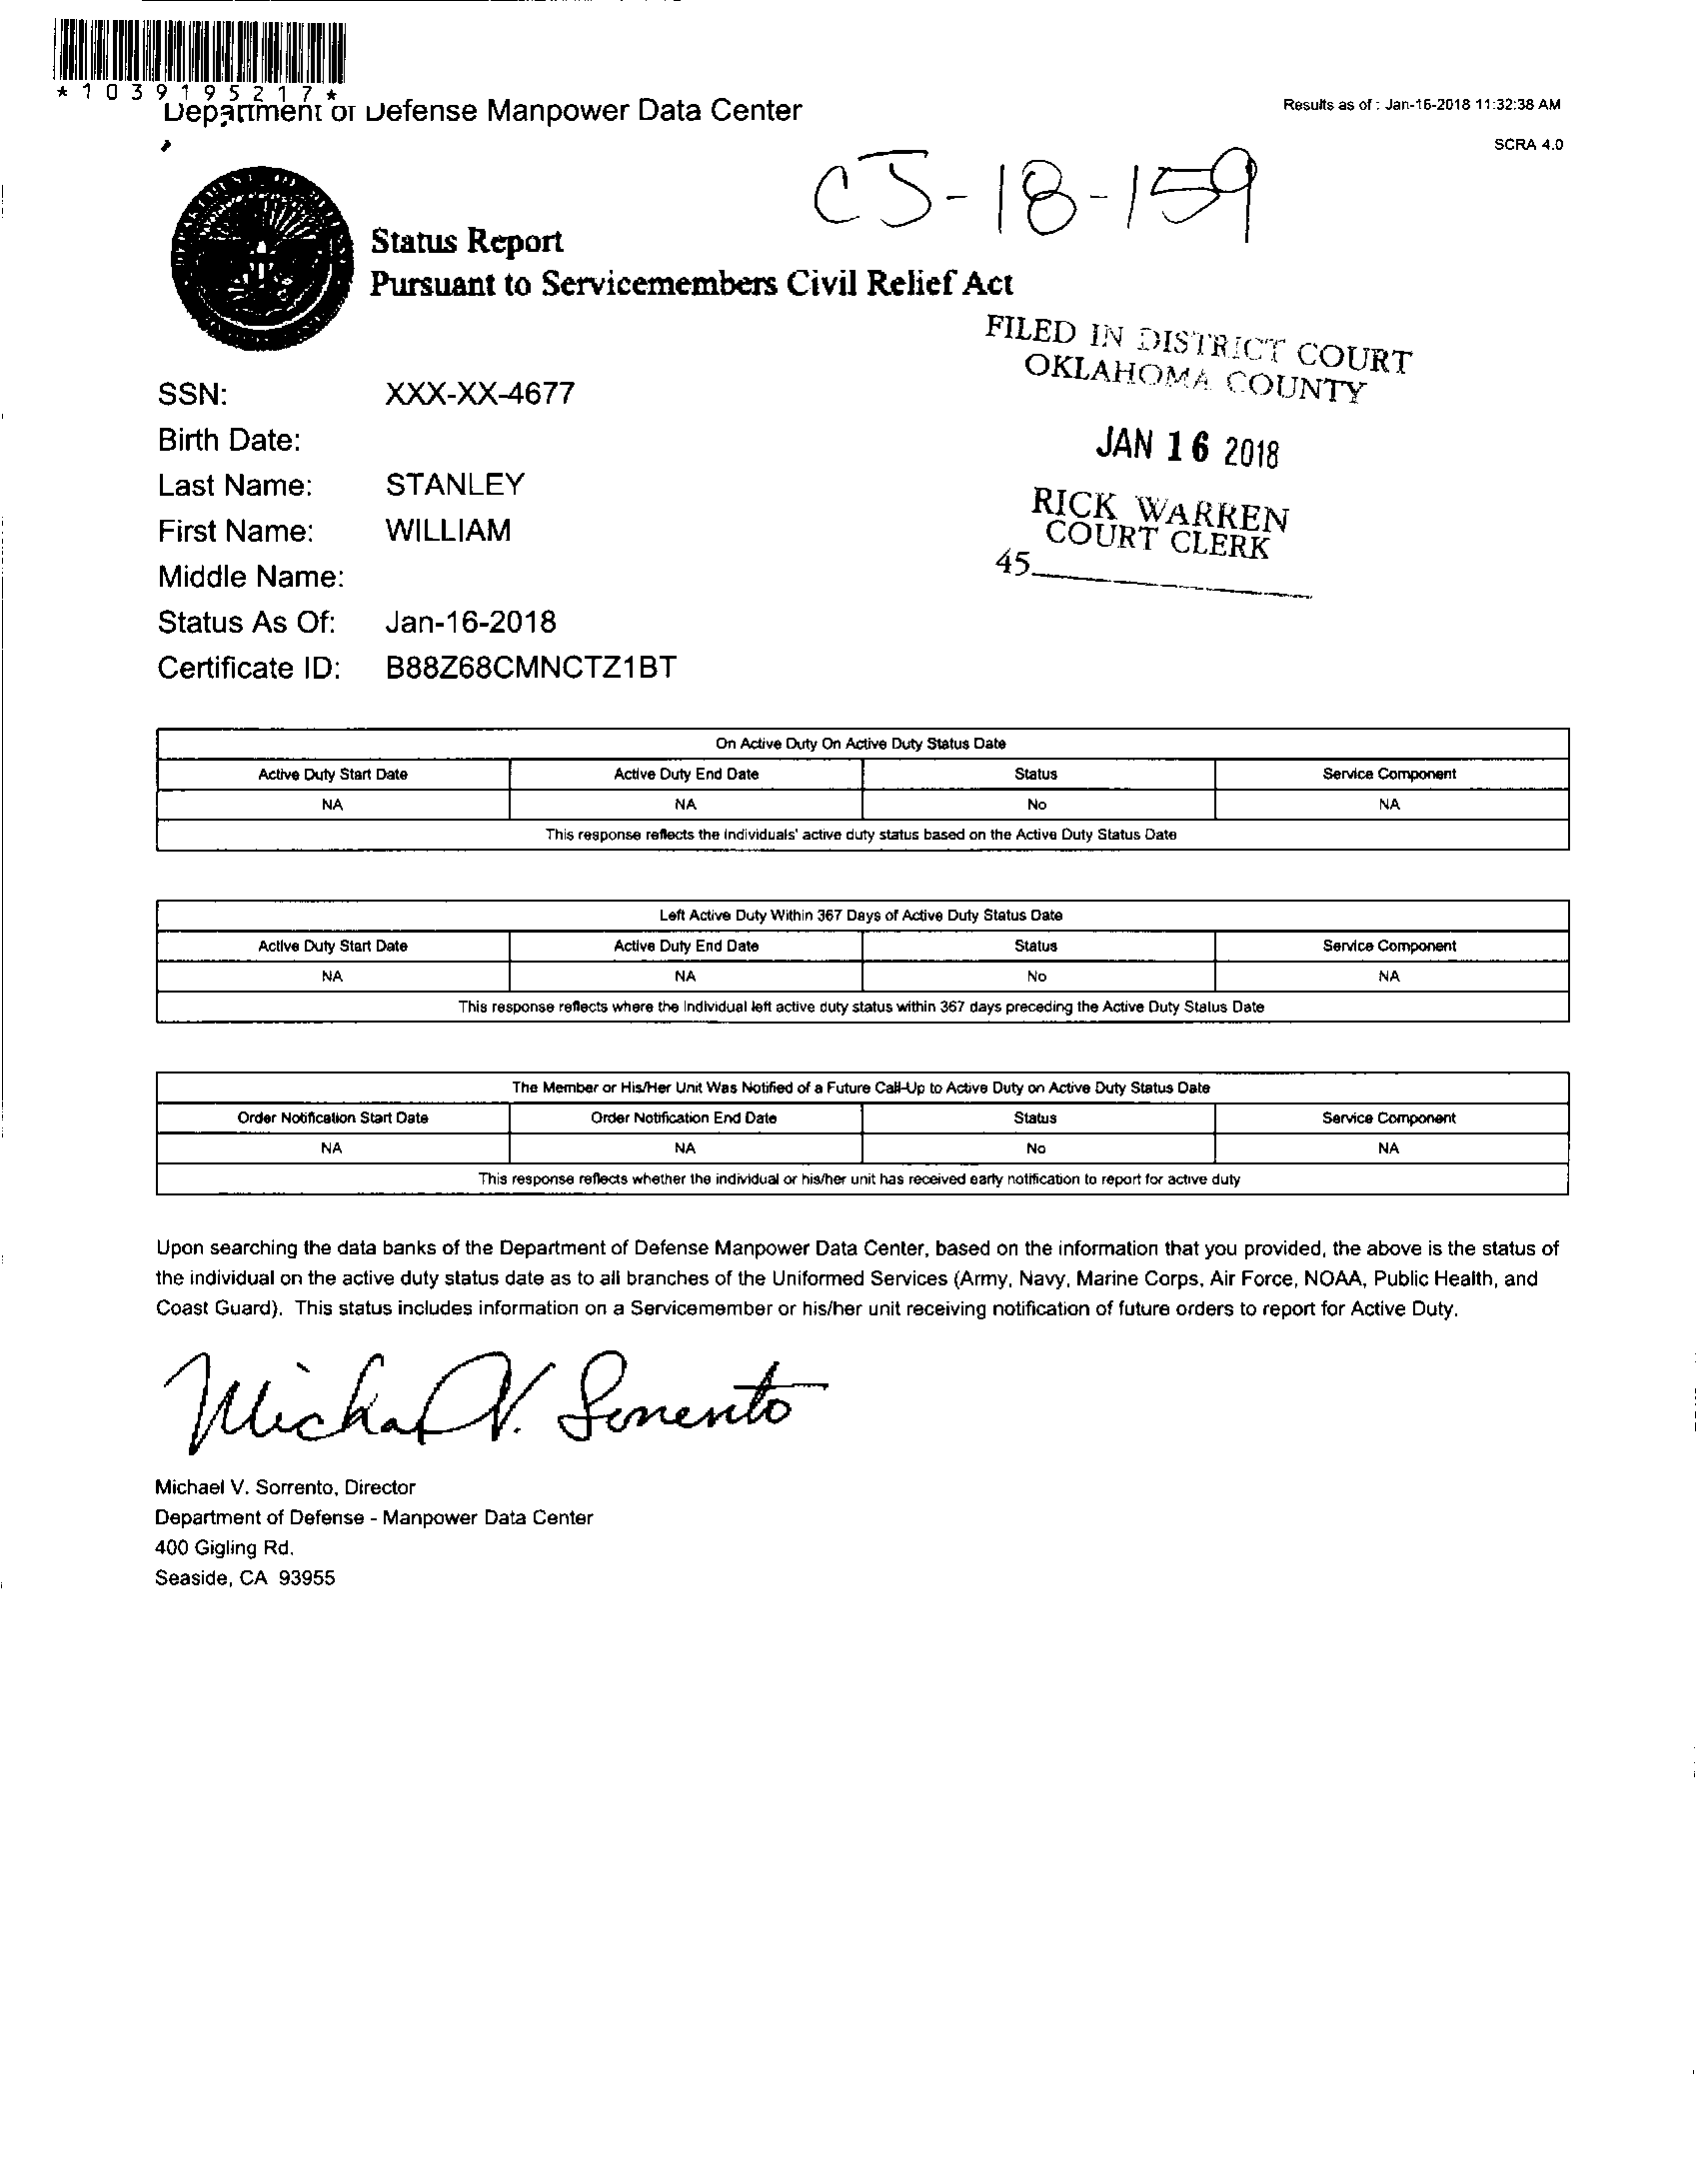 *1039195217*
Department of Defense Manpower Data Center
Results as of : Jan-16-2018 11:32:38 AM
SCRA 4.0
CJ-18-159
Status Report
Pursuant to Servicemembers Civil Relief Act
FILED IN DISTRICT COURT
OKLAHOMA COUNTY
JAN 16 2018
RICK WARREN
COURT CLERK
45
SSN: XXX-XX-4677
Birth Date:
Last Name: STANLEY
First Name: WILLIAM
Middle Name:
Status As Of: Jan-16-2018
Certificate ID: B88Z68CMNCTZ1BT
On Active Duty On Active Duty Status Date
Active Duty Start Date Active Duty End Date Status Service Component
NA NA No NA
This response reflects the individuals' active duty status based on the Active Duty Status Date
Left Active Duty Within 367 Days of Active Duty Status Date
Active Duty Start Date Active Duty End Date Status Service Component
NA NA No NA
This response reflects where the individual left active duty status within 367 days preceding the Active Duty Status Date
The Member or His/Her Unit Was Notified of a Future Call-Up to Active Duty on Active Duty Status Date
Order Notification Start Date Order Notification End Date Status Service Component
NA NA No NA
This response reflects whether the individual or his/her unit has received early notification to report for active duty
Upon searching the data banks of the Department of Defense Manpower Data Center, based on the information that you provided, the above is the status of
the individual on the active duty status date as to all branches of the Uniformed Services (Army, Navy, Marine Corps, Air Force, NOAA, Public Health, and
Coast Guard). This status includes information on a Servicemember or his/her unit receiving notification of future orders to report for Active Duty.
Michael V. Sorrento
Michael V. Sorrento, Director
Department of Defense - Manpower Data Center
400 Gigling Rd.
Seaside, CA 93955